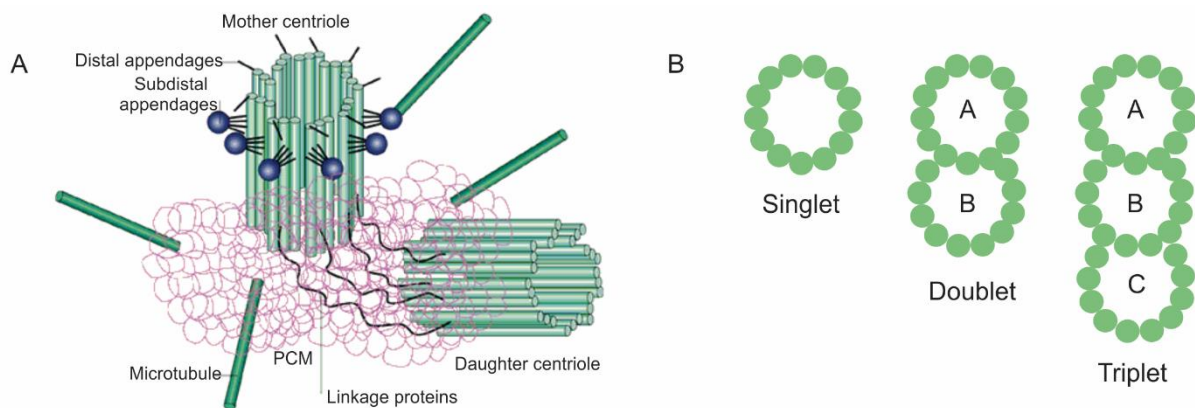 A
Mother centriole
Distal appendages
Subdistal
appendages
PCM
Microtubule
Linkage proteins
Daughter centriole
B
Singlet
A
B
Doublet
A
B
C
Triplet